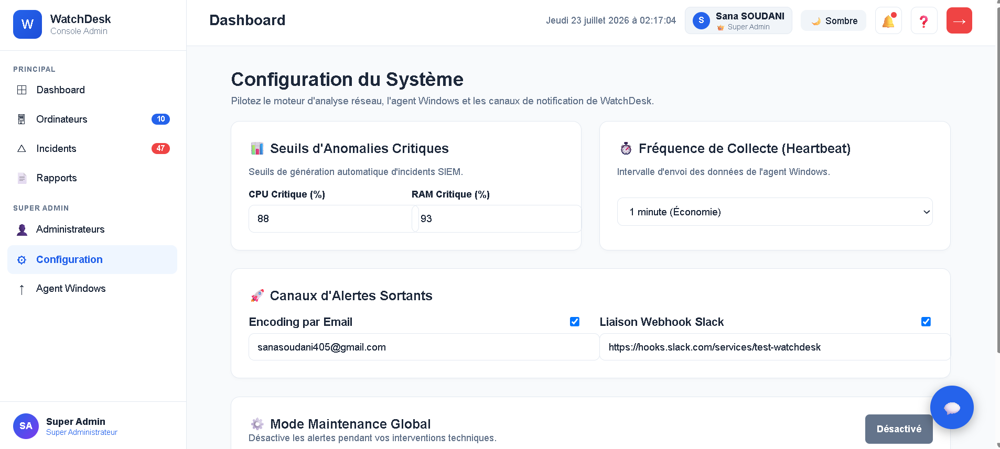 W
WatchDesk
Console Admin
PRINCIPAL
Dashboard
Ordinateurs 10
Incidents 47
Rapports
SUPER ADMIN
Administrateurs
Configuration
Agent Windows
SA
Super Admin
Super Administrateur
Dashboard
Jeudi 23 juillet 2026 à 02:17:04
S
Sana SOUDANI
Super Admin
Sombre
Configuration du Système
Pilotez le moteur d'analyse réseau, l'agent Windows et les canaux de notification de WatchDesk.
Seuils d'Anomalies Critiques
Seuils de génération automatique d'incidents SIEM.
CPU Critique (%) RAM Critique (%)
88 93
Fréquence de Collecte (Heartbeat)
Intervalle d'envoi des données de l'agent Windows.
1 minute (Économie)
Canaux d'Alertes Sortants
Encoding par Email
sanasoudani405@gmail.com
Liaison Webhook Slack
https://hooks.slack.com/services/test-watchdesk
Mode Maintenance Global
Désactive les alertes pendant vos interventions techniques.
Désactivé